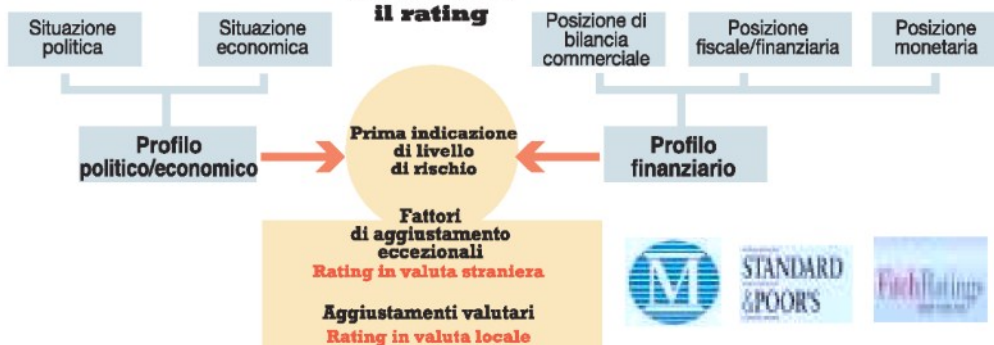 il rating
Situazione
politica
Situazione
economica
Posizione di
bilancia
commerciale
Posizione
fiscale/finanziaria
Posizione
monetaria
Profilo
politico/economico
Prima indicazione
di livello
di rischio
Profilo
finanziario
Fattori
di aggiustamento
eccezionali
Rating in valuta straniera
Aggiustamenti valutari
Rating in valuta locale
M
STANDARD
&POOR'S
FitchRatings